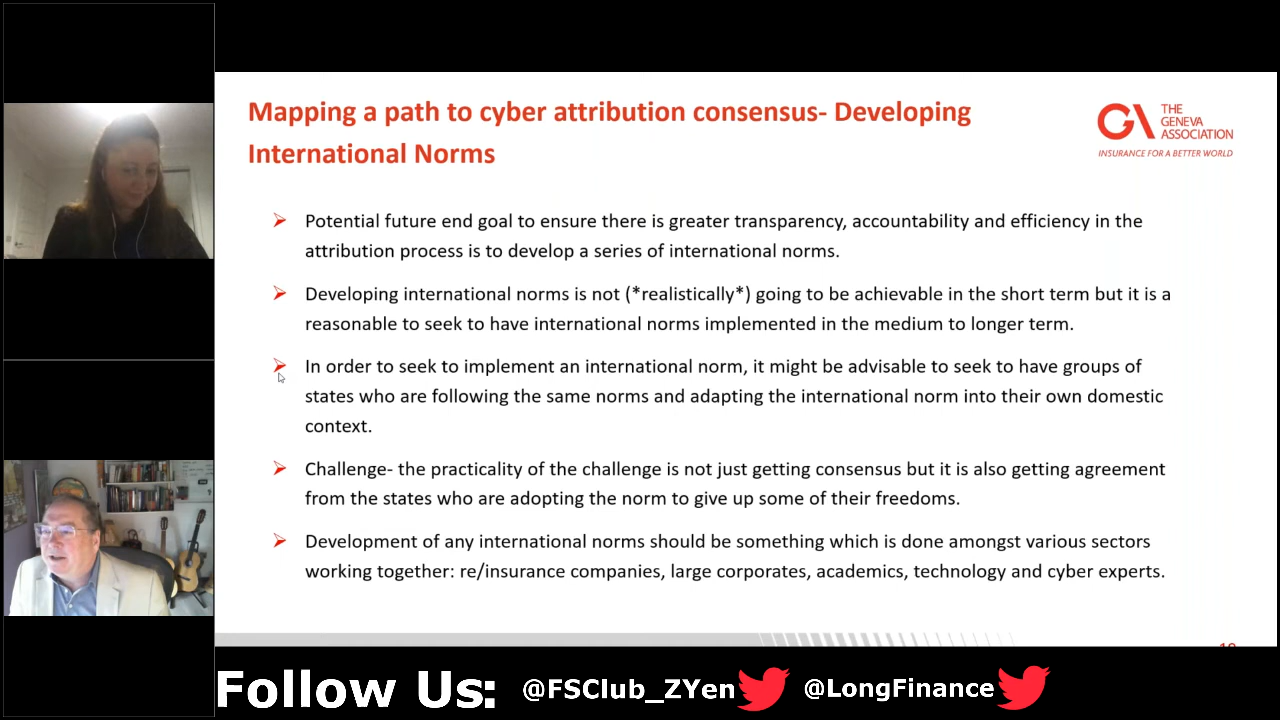 Mapping a path to cyber attribution consensus- Developing
International Norms
THE
GENEVA
ASSOCIATION
INSURANCE FOR A BETTER WORLD
Potential future end goal to ensure there is greater transparency, accountability and efficiency in the
attribution process is to develop a series of international norms.
Developing international norms is not (*realistically*) going to be achievable in the short term but it is a
reasonable to seek to have international norms implemented in the medium to longer term.
In order to seek to implement an international norm, it might be advisable to seek to have groups of
states who are following the same norms and adapting the international norm into their own domestic
context.
Challenge- the practicality of the challenge is not just getting consensus but it is also getting agreement
from the states who are adopting the norm to give up some of their freedoms.
Development of any international norms should be something which is done amongst various sectors
working together: re/insurance companies, large corporates, academics, technology and cyber experts.
Follow Us: @FSClub_ZYen @LongFinance